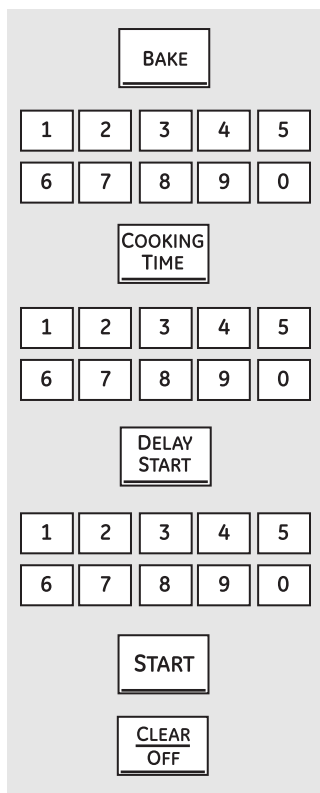 BAKE
1 2 3 4 5
6 7 8 9 0
COOKING
TIME
1 2 3 4 5
6 7 8 9 0
DELAY
START
1 2 3 4 5
6 7 8 9 0
START
CLEAR
OFF